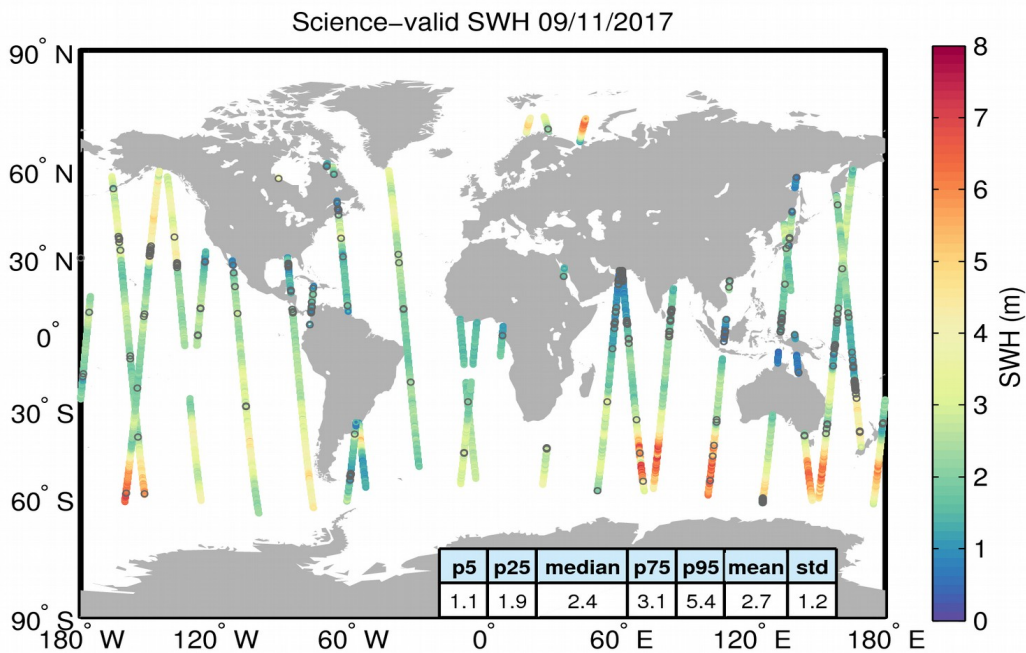 Science−valid SWH 09/11/2017
90° N
60° N
30° N
0°
30° S
60° S
90° S
180° W
120° W
60° W
0°
60° E
120° E
180° E
p5 p25 median p75 p95 mean std
1.1 1.9 2.4 3.1 5.4 2.7 1.2
8
7
6
5
4
3
2
1
0
SWH (m)